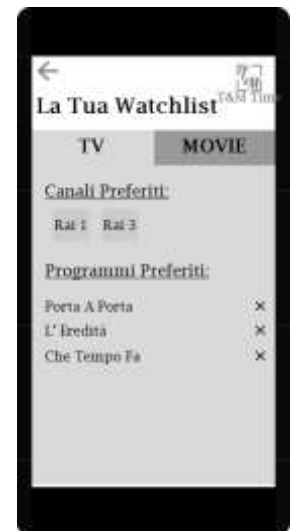 ←
La Tua Watchlist
T&M Time
TV MOVIE
Canali Preferiti:
Rai 1 Rai 3
Programmi Preferiti:
Porta A Porta ×
L' Eredità ×
Che Tempo Fa ×